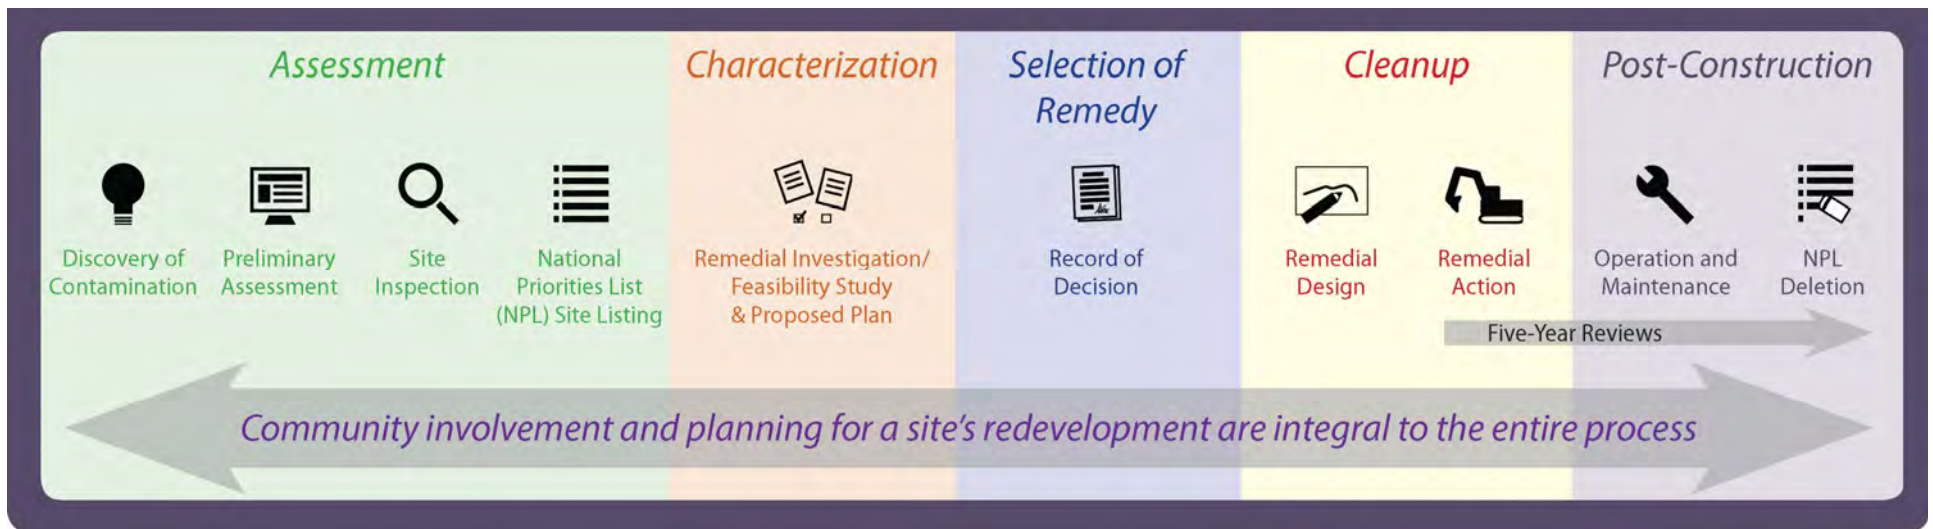 Assessment
Discovery of
Contamination
Preliminary
Assessment
Site
Inspection
National
Priorities List
(NPL) Site Listing
Characterization
Remedial Investigation/
Feasibility Study
& Proposed Plan
Selection of
Remedy
Record of
Decision
Cleanup
Remedial
Design
Remedial
Action
Post-Construction
Operation and
Maintenance
NPL
Deletion
Five-Year Reviews
Community involvement and planning for a site's redevelopment are integral to the entire process